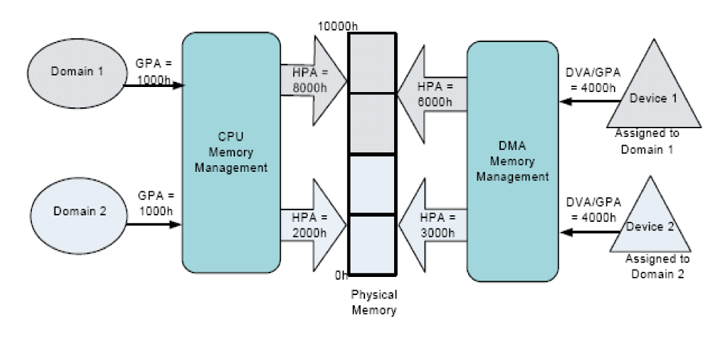 10000h
Domain 1
GPA =
1000h
HPA =
8000h
CPU
Memory
Management
HPA =
6000h
DMA
Memory
Management
DVA/GPA
= 4000h
Device 1
Assigned to
Domain 1
Domain 2
GPA =
1000h
HPA =
2000h
HPA =
3000h
DVA/GPA
= 4000h
Device 2
Assigned to
Domain 2
0h
Physical
Memory